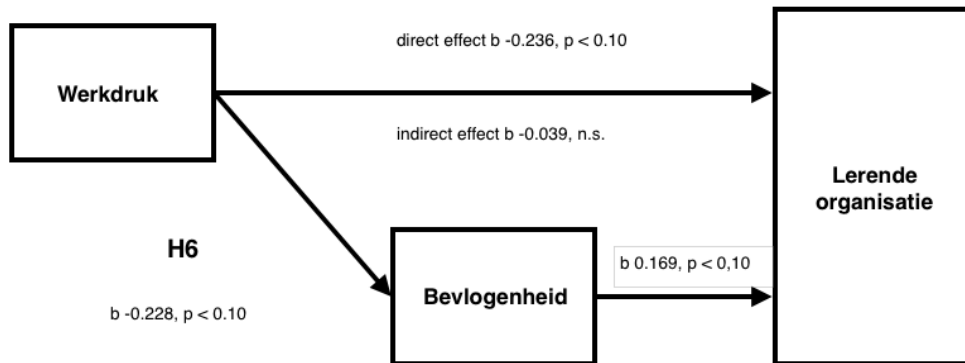 direct effect b -0.236, p < 0.10
Werkdruk
indirect effect b -0.039, n.s.
Lerende
organisatie
H6
b 0.169, p < 0,10
Bevlogenheid
b -0.228, p < 0.10